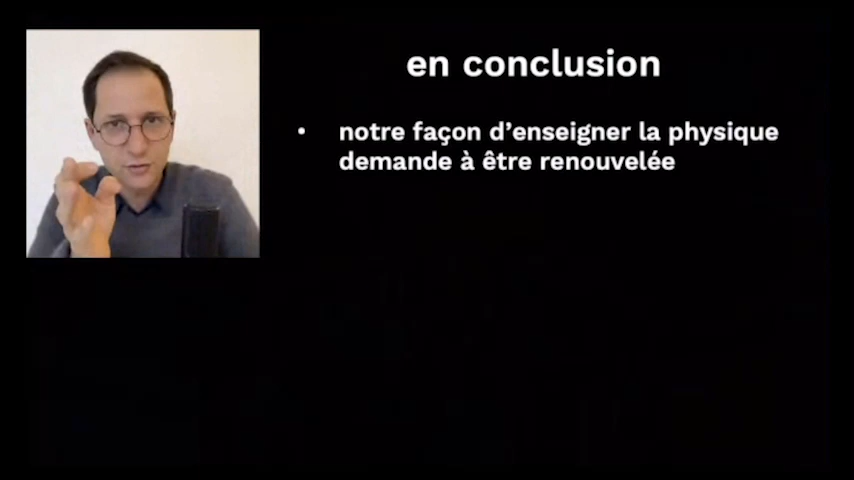 en conclusion
• notre façon d’enseigner la physique
demande à être renouvelée